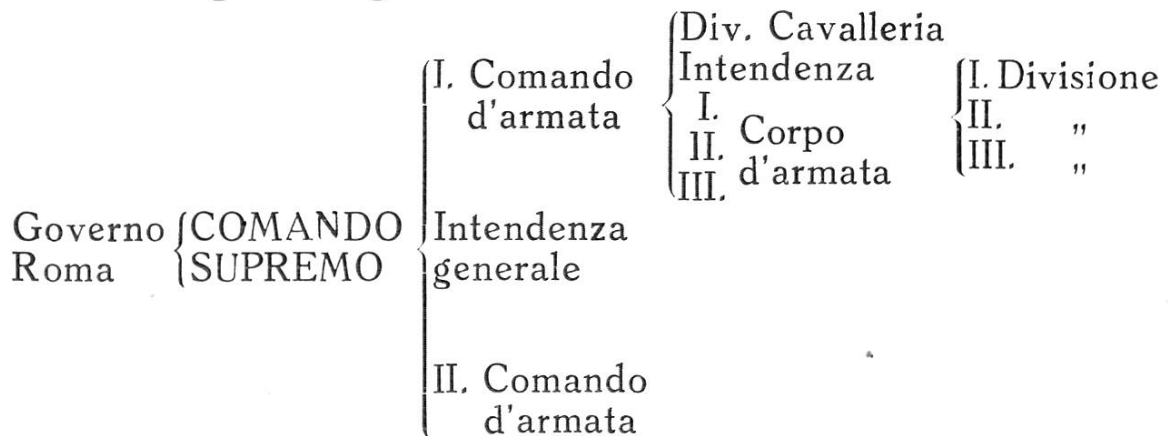 Div. Cavalleria
I. Comando
d'armata
Intendenza
I.
II.
III.
Corpo
d'armata
I. Divisione
II. "
III. "
Governo
Roma
COMANDO
SUPREMO
Intendenza
generale
II. Comando
d'armata